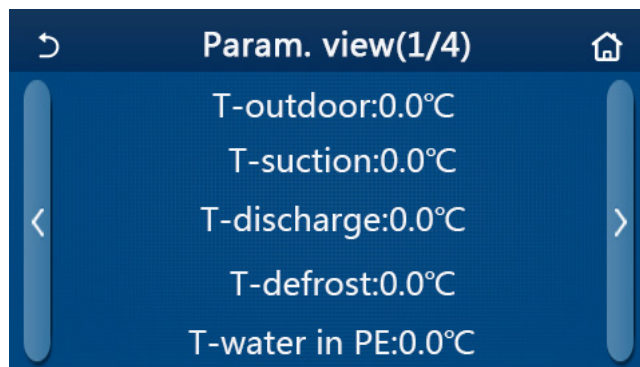 Param. view(1/4)
T-outdoor:0.0℃
T-suction:0.0℃
T-discharge:0.0℃
T-defrost:0.0℃
T-water in PE:0.0℃